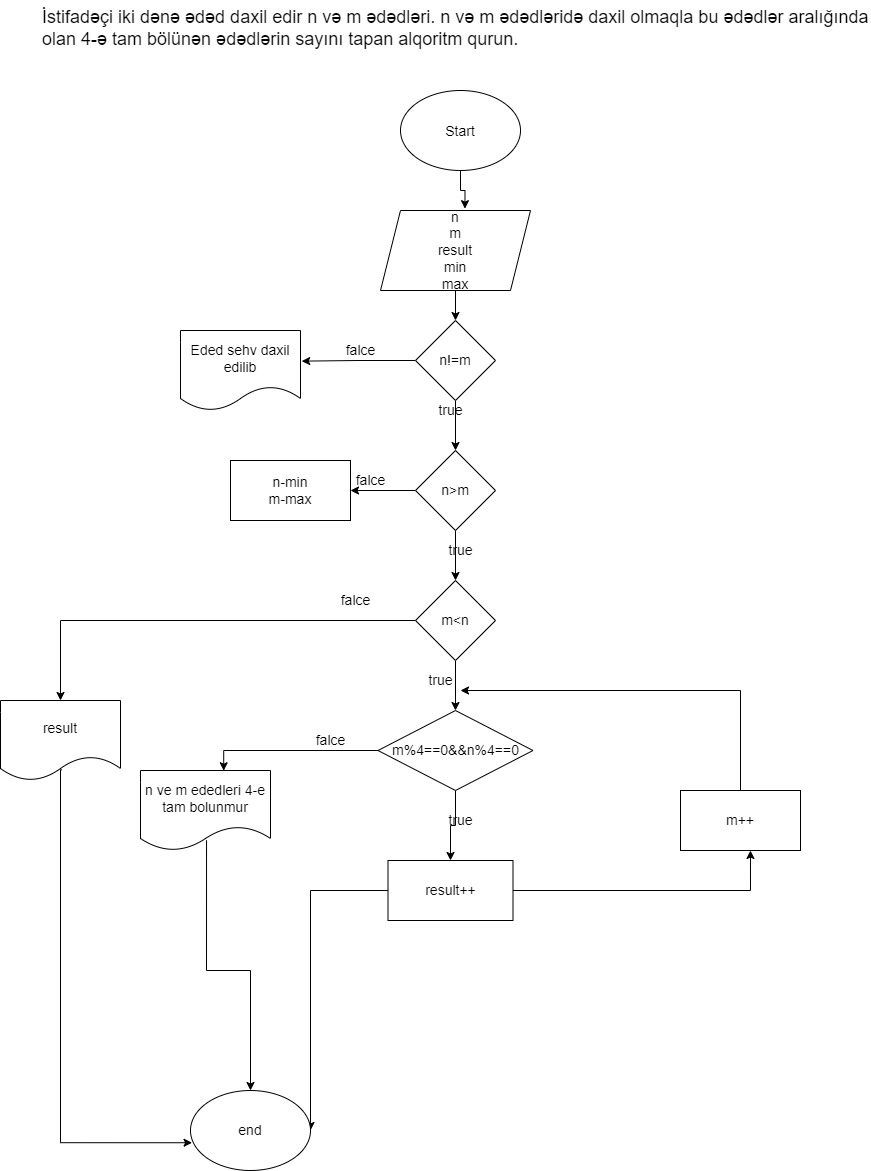 İstifadəçi iki dənə ədəd daxil edir n və m ədədləri. n və m ədədləridə daxil olmaqla bu ədədlər aralığında
olan 4-ə tam bölünən ədədlərin sayını tapan alqoritm qurun.
Start
n
m
result
min
max
Eded sehv daxil
edilib
falce
n!=m
true
n-min
m-max
falce
n>m
true
falce
m<n
true
result
falce
m%4==0&&n%4==0
n ve m ededleri 4-e
tam bolunmur
true
m++
result++
end